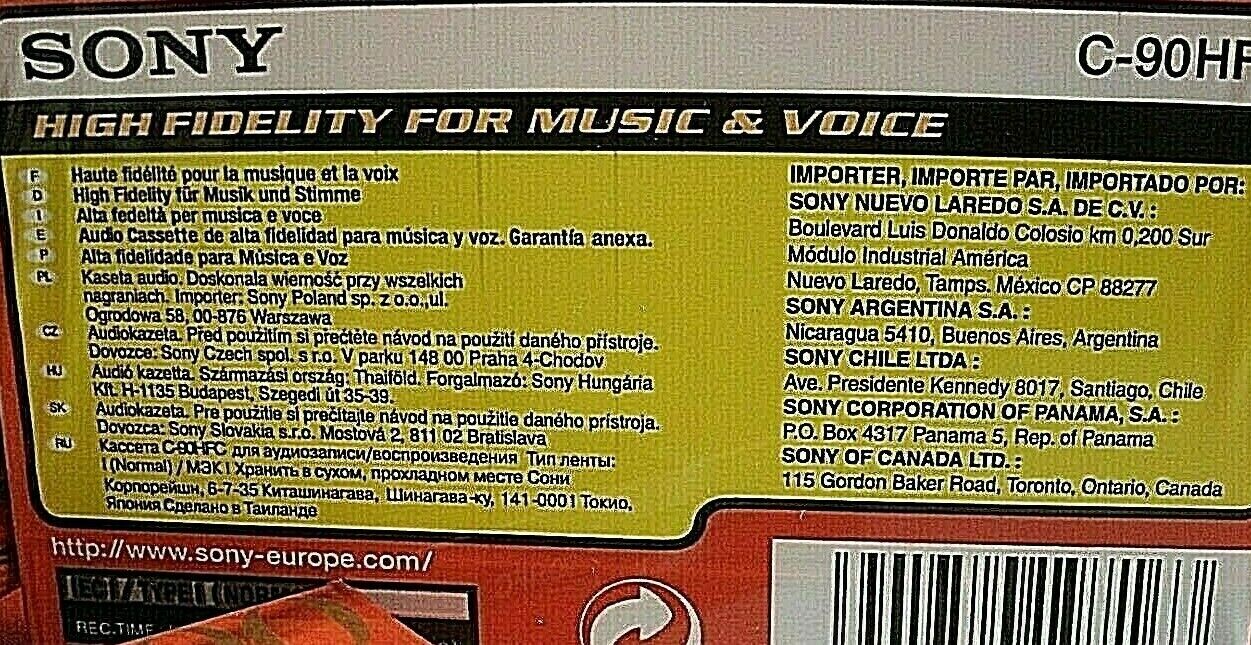 SONY
C-90HF
HIGH FIDELITY FOR MUSIC & VOICE
F Haute fidélité pour la musique et la voix
D High Fidelity für Musik und Stimme
I Alta fedeltà per musica e voce
E Audio Cassette de alta fidelidad para música y voz. Garantía anexa.
P Alta fidelidade para Música e Voz
PL Kaseta audio. Doskonala wierność przy wszelkich
nagraniach. Importer: Sony Poland sp. z o.o.,ul.
Ogrodowa 58, 00-876 Warszawa
CZ Audiokazeta. Před použitím si přečtěte návod na použití daného přístroje.
Dovozce: Sony Czech spol. s r.o. V parku 148 00 Praha 4-Chodov
HU Audió kazetta. Származási ország: Thaiföld. Forgalmazó: Sony Hungária
Kft. H-1135 Budapest, Szegedi út 35-39.
SK Audiokazeta. Pre použitie si prečítajte návod na použitie daného prístroja.
Dovozca: Sony Slovakia s.r.o. Mostová 2, 811 02 Bratislava
RU Кассета C-90HFC для аудиозаписи/воспроизведения Тип ленты:
I (Normal) / МЭК I Хранить в сухом, прохладном месте Сони
Корпорейшн, 6-7-35 Киташинагава, Шинагава-ку, 141-0001 Токио,
Япония Сделано в Таиланде
IMPORTER, IMPORTE PAR, IMPORTADO POR:
SONY NUEVO LAREDO S.A. DE C.V. :
Boulevard Luis Donaldo Colosio km 0,200 Sur
Módulo Industrial América
Nuevo Laredo, Tamps. México CP 88277
SONY ARGENTINA S.A. :
Nicaragua 5410, Buenos Aires, Argentina
SONY CHILE LTDA :
Ave. Presidente Kennedy 8017, Santiago, Chile
SONY CORPORATION OF PANAMA, S.A. :
P.O. Box 4317 Panama 5, Rep. of Panama
SONY OF CANADA LTD. :
115 Gordon Baker Road, Toronto, Ontario, Canada
http://www.sony-europe.com/
IEC I / TYPE I
REC.TIME